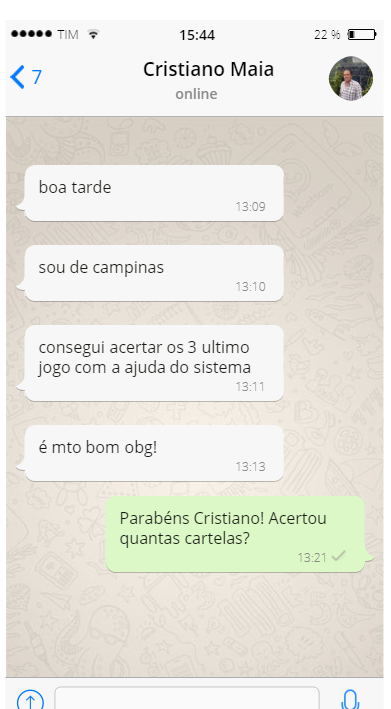 TIM 15:44 22 %
7 Cristiano Maia
online
boa tarde
13:09
sou de campinas
13:10
consegui acertar os 3 ultimo
jogo com a ajuda do sistema
13:11
é mto bom obg!
13:13
Parabéns Cristiano! Acertou
quantas cartelas?
13:21